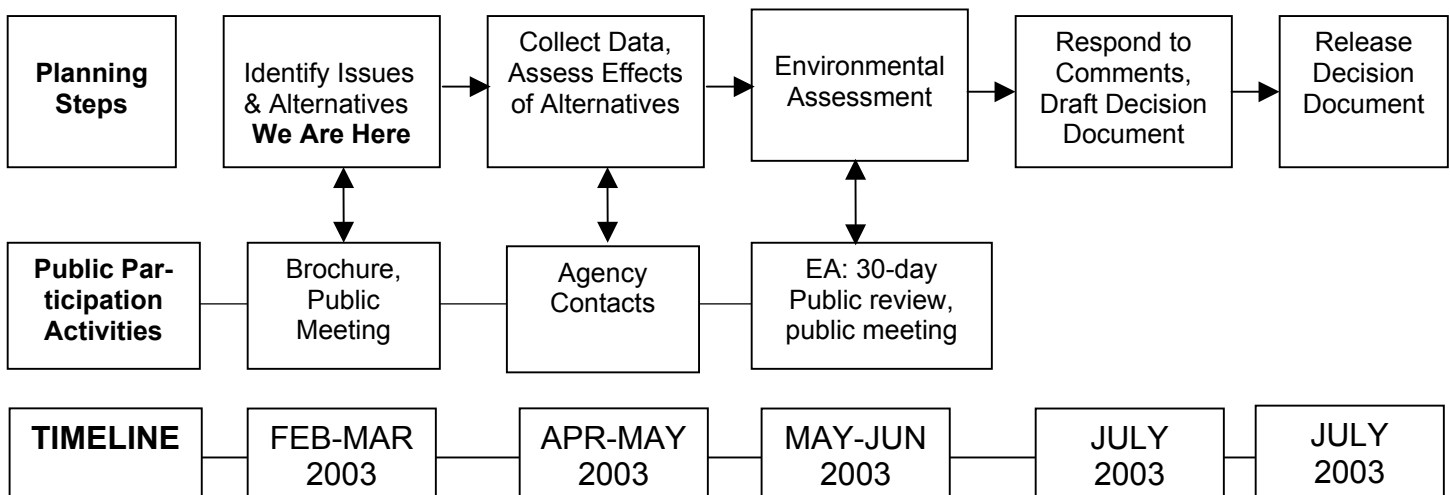 Planning
Steps
Identify Issues
& Alternatives
We Are Here
Collect Data,
Assess Effects
of Alternatives
Environmental
Assessment
Respond to
Comments,
Draft Decision
Document
Release
Decision
Document
Public Par-
ticipation
Activities
Brochure,
Public
Meeting
Agency
Contacts
EA: 30-day
Public review,
public meeting
TIMELINE
FEB-MAR
2003
APR-MAY
2003
MAY-JUN
2003
JULY
2003
JULY
2003